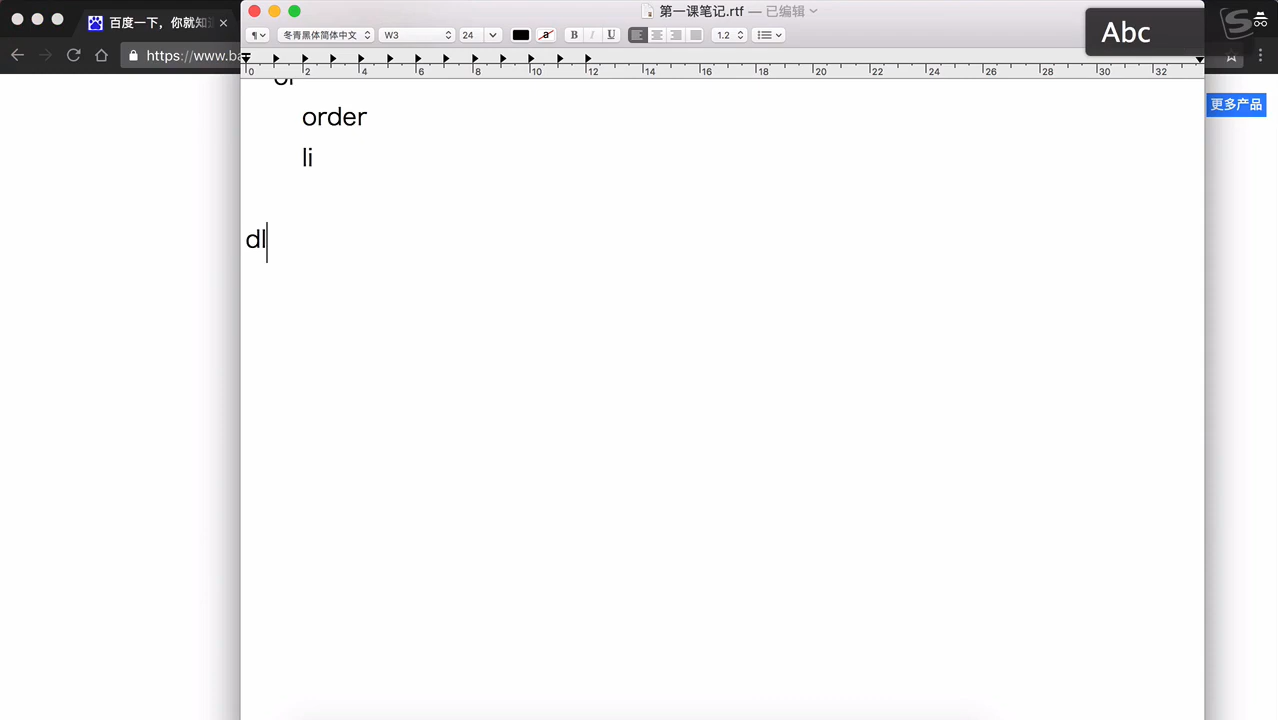 百度一下，你就知
https://www.ba
第一课笔记.rtf — 已编辑
Abc
冬青黑体简体中文 W3 24 a B I U 1.2
0 2 4 6 8 10 12 14 16 18 20 22 24 26 28 30 32
更多产品
order
li
dl